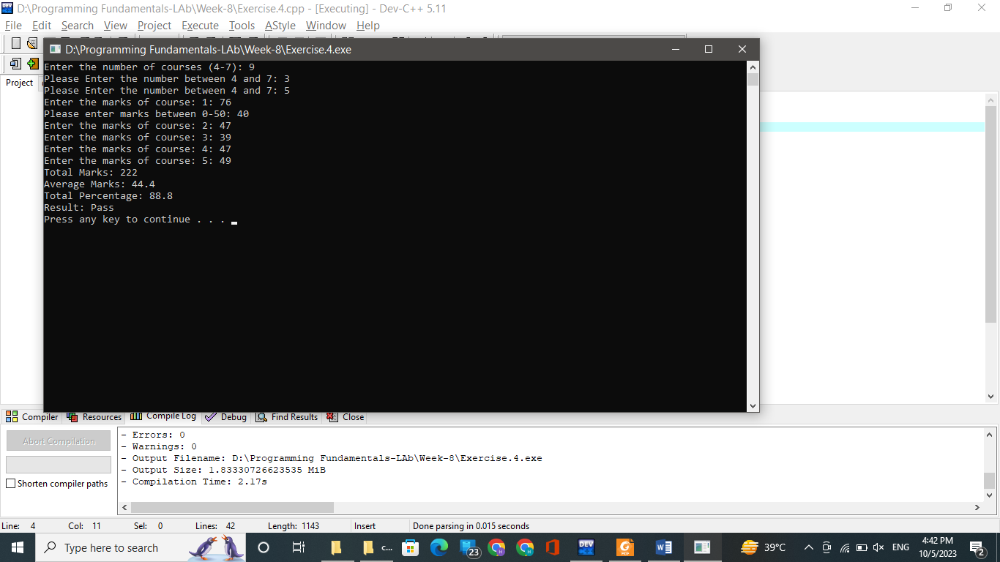 D:\Programming Fundamentals-LAb\Week-8\Exercise.4.cpp - [Executing] - Dev-C++ 5.11
File Edit Search View Project Execute Tools AStyle Window Help
D:\Programming Fundamentals-LAb\Week-8\Exercise.4.exe
Project
Enter the number of courses (4-7): 9
Please Enter the number between 4 and 7: 3
Please Enter the number between 4 and 7: 5
Enter the marks of course: 1: 76
Please enter marks between 0-50: 40
Enter the marks of course: 2: 47
Enter the marks of course: 3: 39
Enter the marks of course: 4: 47
Enter the marks of course: 5: 49
Total Marks: 222
Average Marks: 44.4
Total Percentage: 88.8
Result: Pass
Press any key to continue . . .
Compiler Resources Compile Log Debug Find Results Close
Abort Compilation
Shorten compiler paths
- Errors: 0
- Warnings: 0
- Output Filename: D:\Programming Fundamentals-LAb\Week-8\Exercise.4.exe
- Output Size: 1.83330726623535 MiB
- Compilation Time: 2.17s
Line: 4 Col: 11 Sel: 0 Lines: 42 Length: 1143 Insert Done parsing in 0.015 seconds
Type here to search c... 23 DEV PDF 39°C ENG 4:42 PM
10/5/2023 2